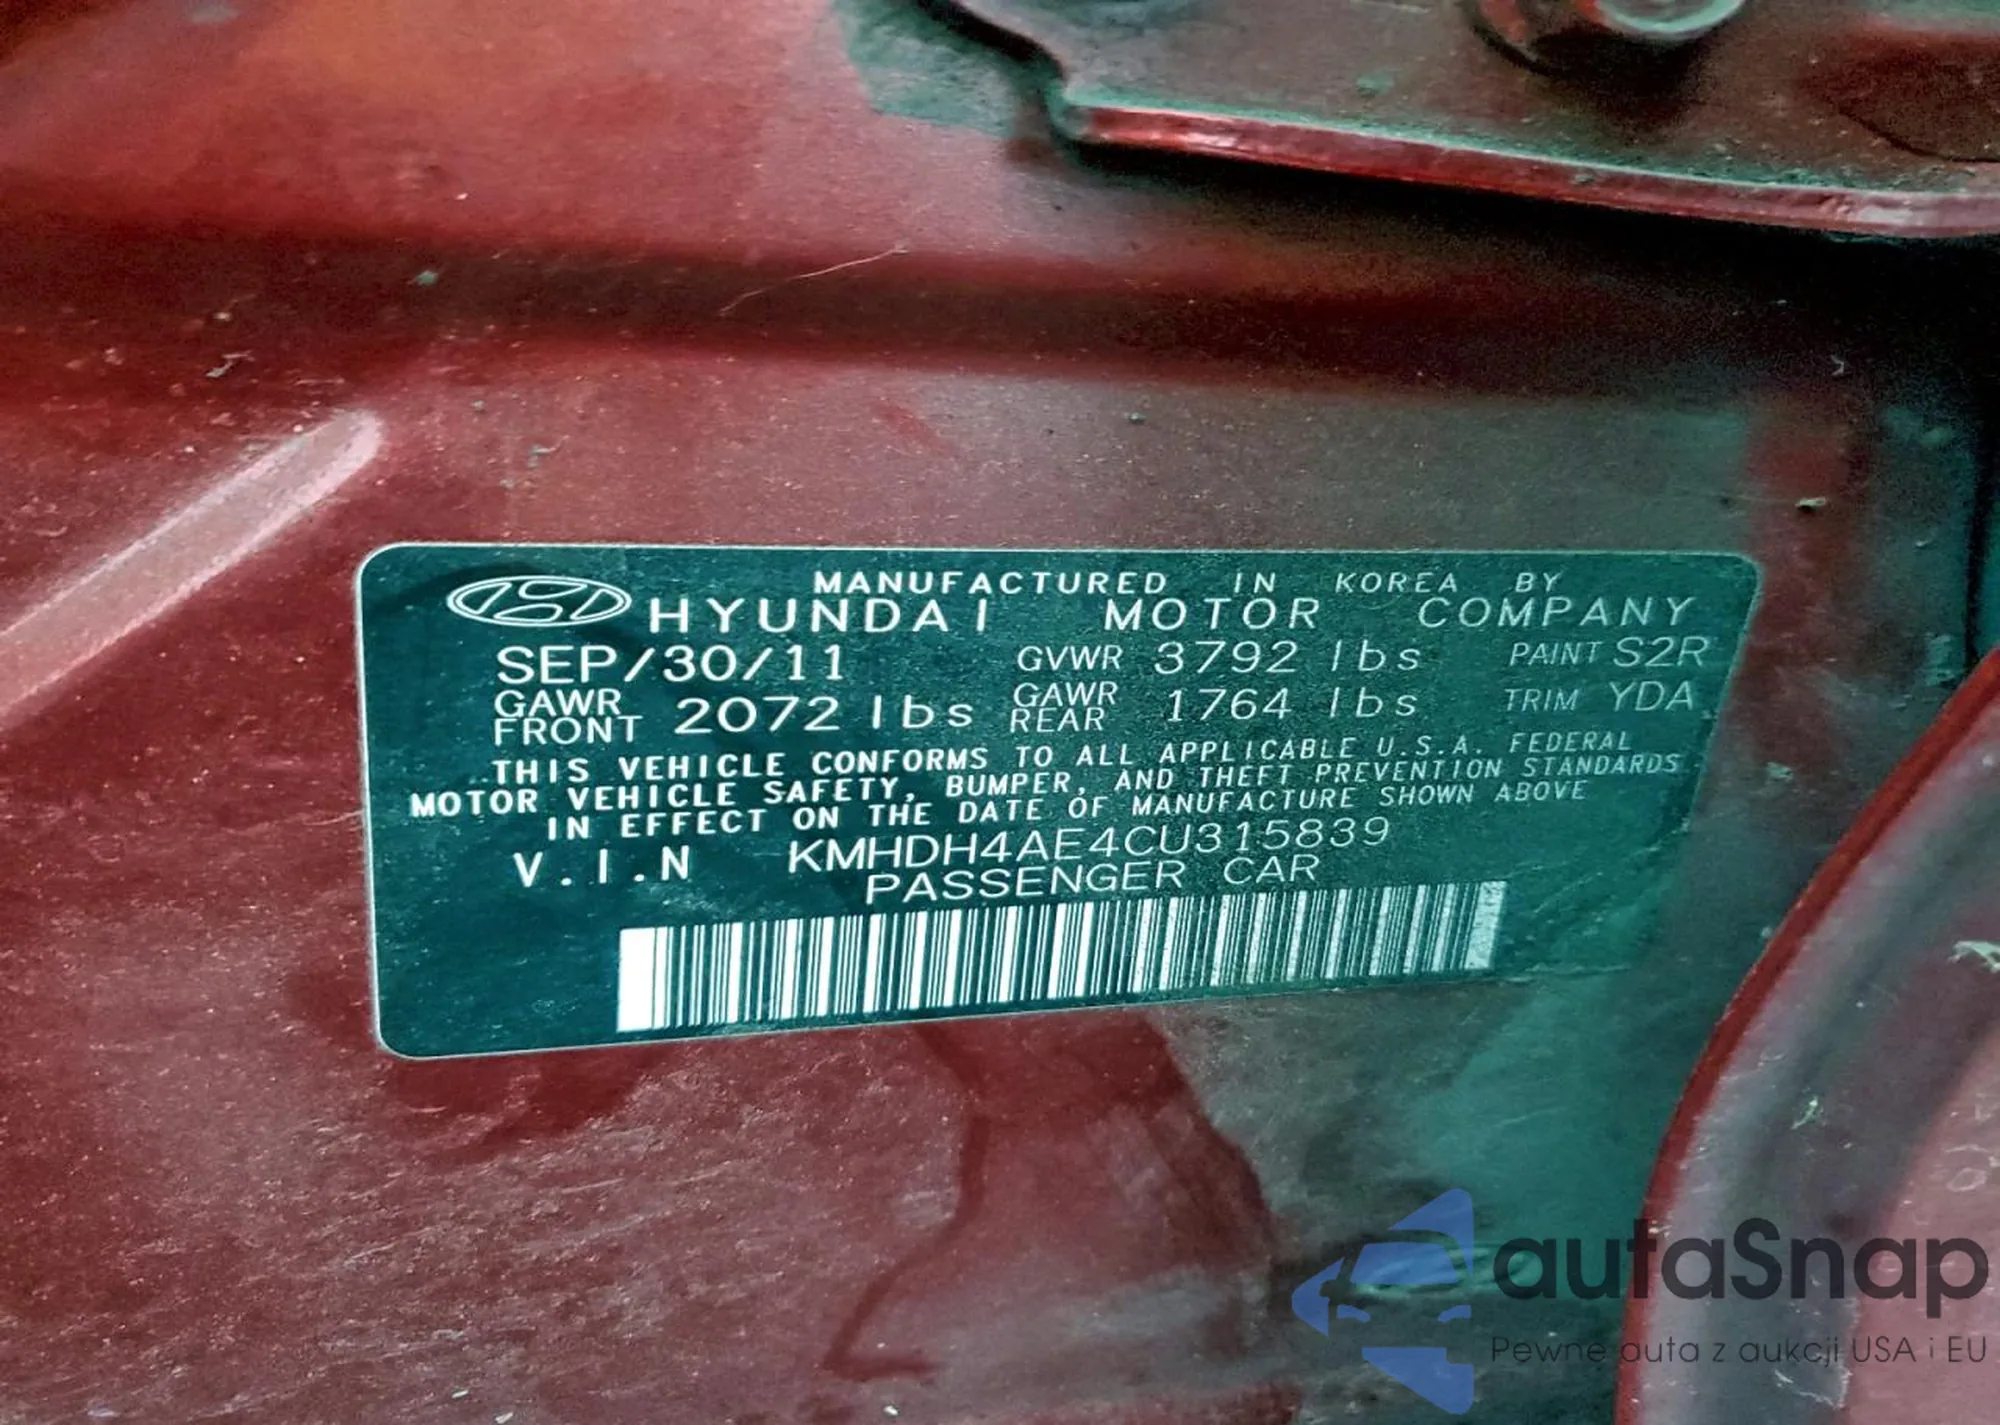 MANUFACTURED IN KOREA BY
HYUNDAI MOTOR COMPANY
SEP/30/11 GVWR 3792 lbs PAINT S2R
GAWR FRONT 2072 lbs GAWR REAR 1764 lbs TRIM YDA
THIS VEHICLE CONFORMS TO ALL APPLICABLE U.S.A. FEDERAL
MOTOR VEHICLE SAFETY, BUMPER, AND THEFT PREVENTION STANDARDS
IN EFFECT ON THE DATE OF MANUFACTURE SHOWN ABOVE
V.I.N KMHDH4AE4CU315839
PASSENGER CAR
autaSnap
Pewne auta z aukcji USA i EU